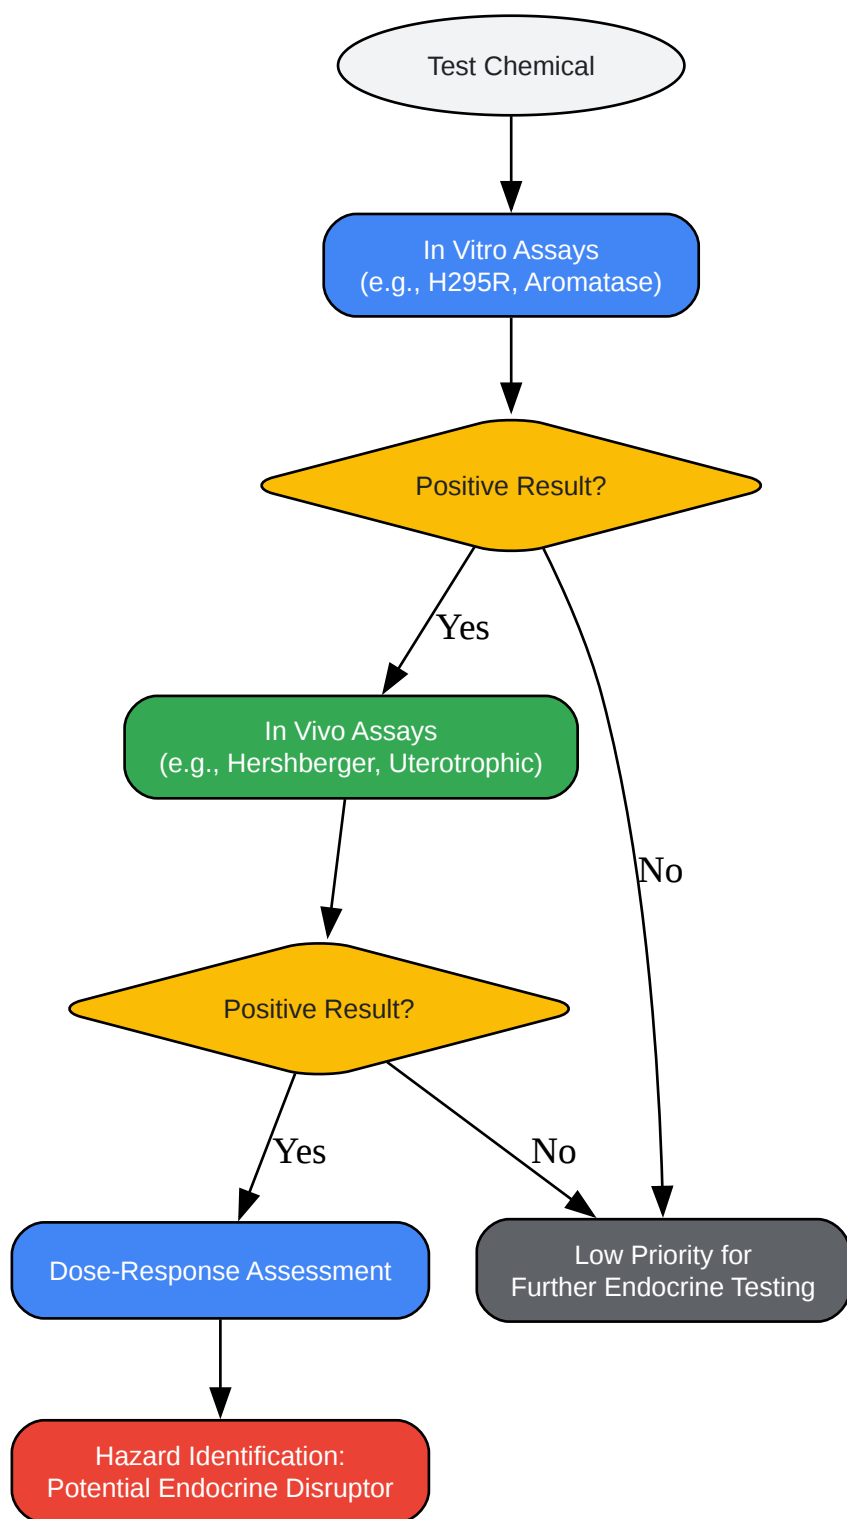 Test Chemical
In Vitro Assays
(e.g., H295R, Aromatase)
Positive Result?
Yes
In Vivo Assays
(e.g., Hershberger, Uterotrophic)
No
Positive Result?
Yes
No
Dose-Response Assessment
Low Priority for
Further Endocrine Testing
Hazard Identification:
Potential Endocrine Disruptor